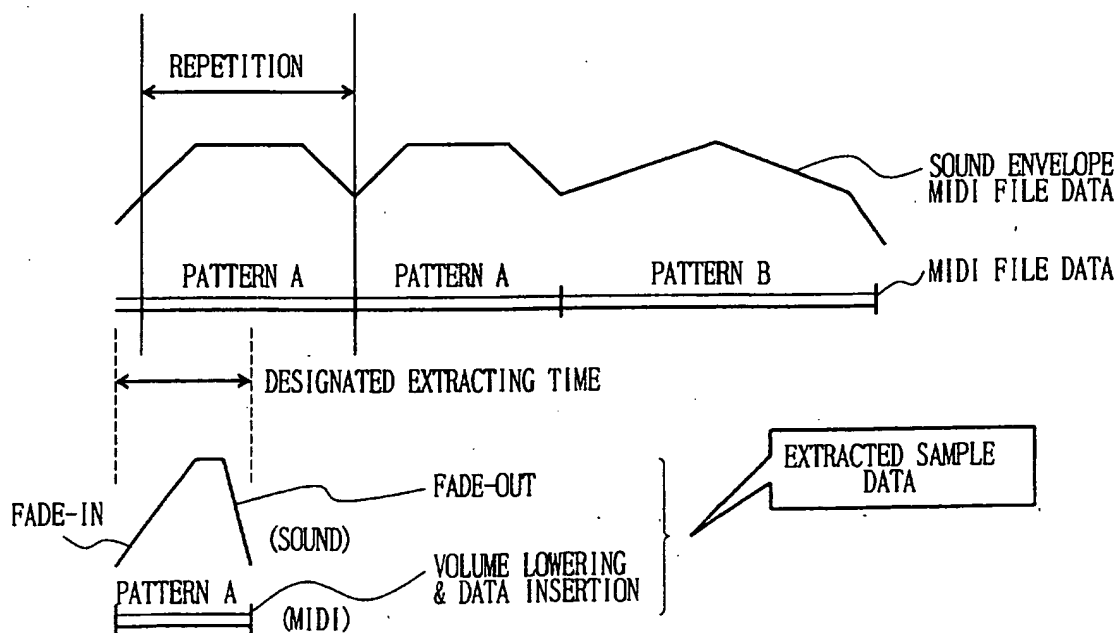 REPETITION
SOUND ENVELOPE
MIDI FILE DATA
PATTERN A
PATTERN A
PATTERN B
MIDI FILE DATA
DESIGNATED EXTRACTING TIME
EXTRACTED SAMPLE
DATA
FADE-OUT
FADE-IN
(SOUND)
VOLUME LOWERING
& DATA INSERTION
PATTERN A
(MIDI)